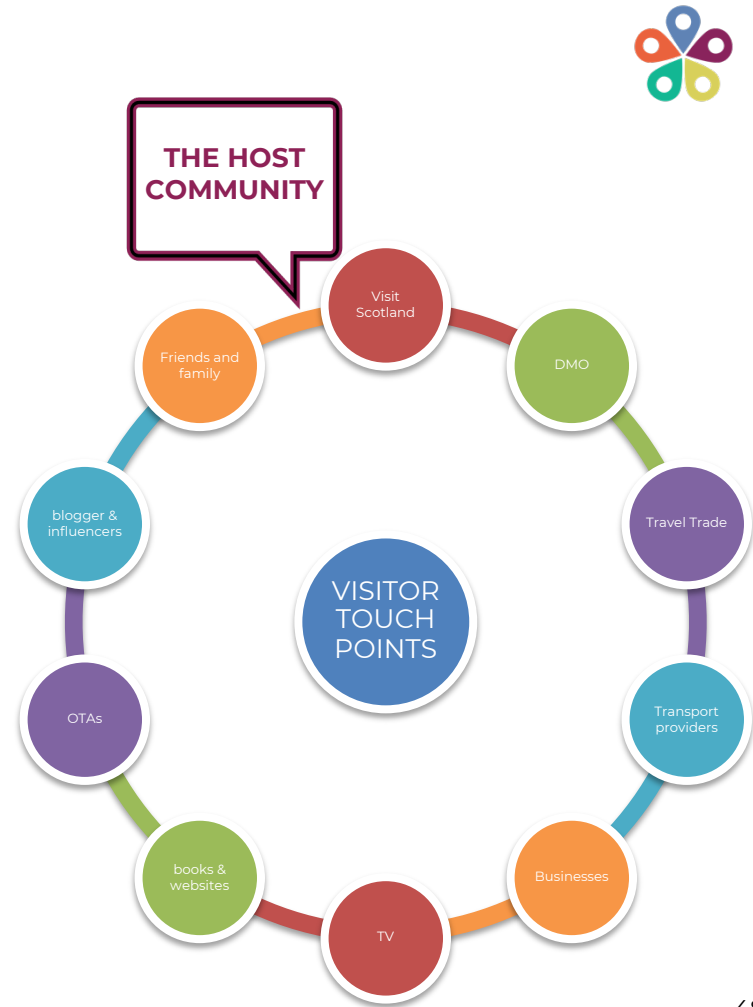 THE HOST
COMMUNITY
Visit
Scotland
DMO
Travel Trade
Transport
providers
Businesses
TV
books &
websites
OTAs
blogger &
influencers
Friends and
family
VISITOR
TOUCH
POINTS